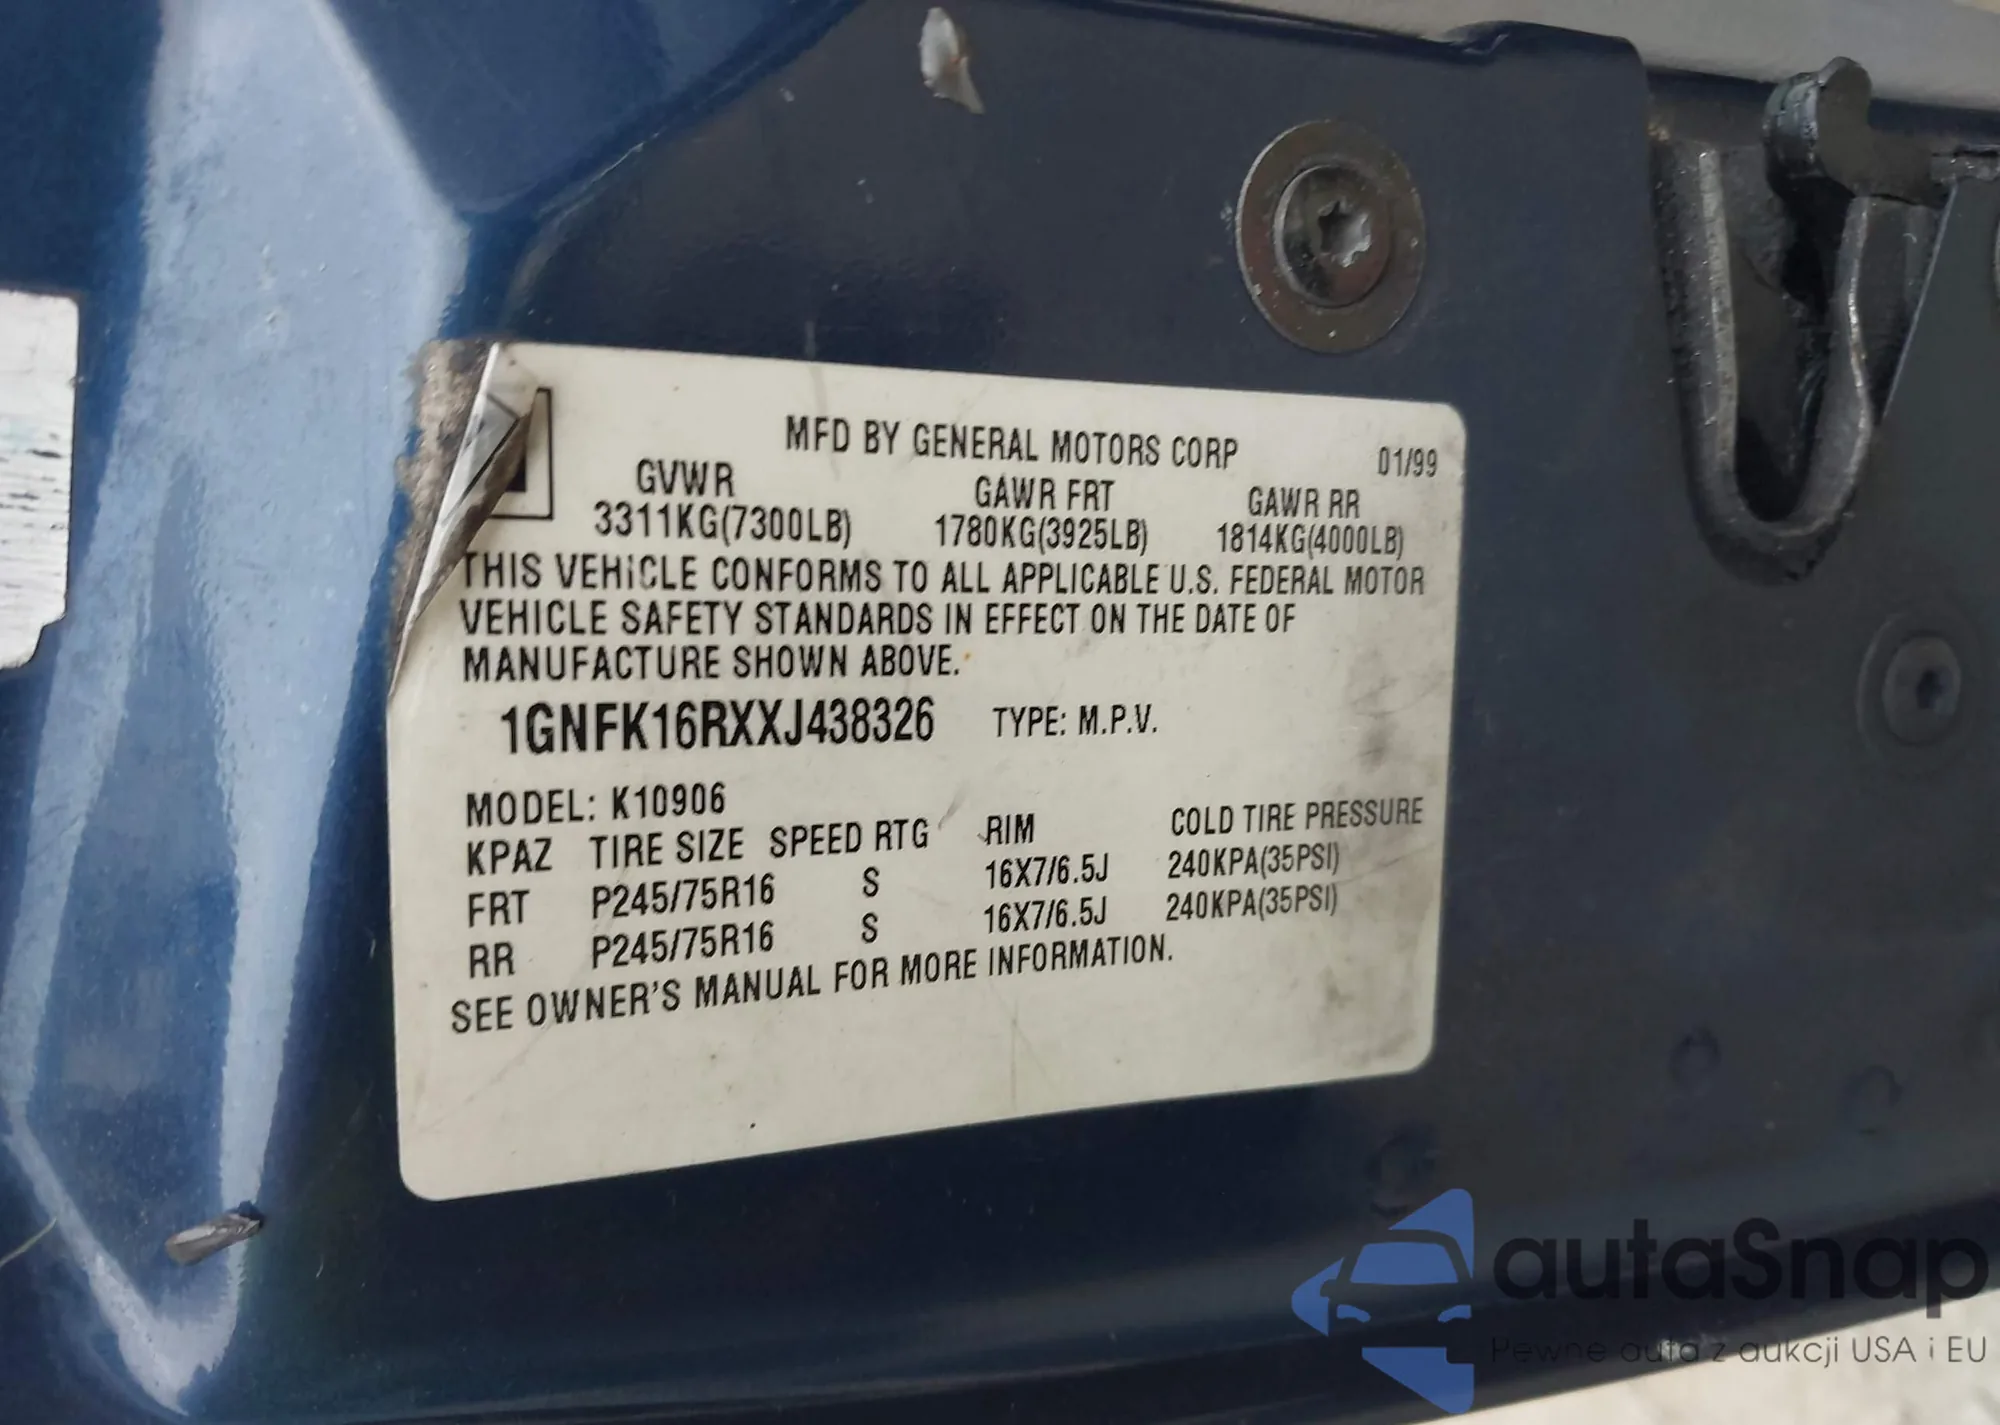 MFD BY GENERAL MOTORS CORP 01/99
GVWR GAWR FRT GAWR RR
3311KG(7300LB) 1780KG(3925LB) 1814KG(4000LB)
THIS VEHICLE CONFORMS TO ALL APPLICABLE U.S. FEDERAL MOTOR
VEHICLE SAFETY STANDARDS IN EFFECT ON THE DATE OF
MANUFACTURE SHOWN ABOVE.
1GNFK16RXXJ438326 TYPE: M.P.V.
MODEL: K10906
KPAZ TIRE SIZE SPEED RTG RIM COLD TIRE PRESSURE
FRT P245/75R16 S 16X7/6.5J 240KPA(35PSI)
RR P245/75R16 S 16X7/6.5J 240KPA(35PSI)
SEE OWNER'S MANUAL FOR MORE INFORMATION.
autaSnap
Pewne auta z aukcji USA i EU